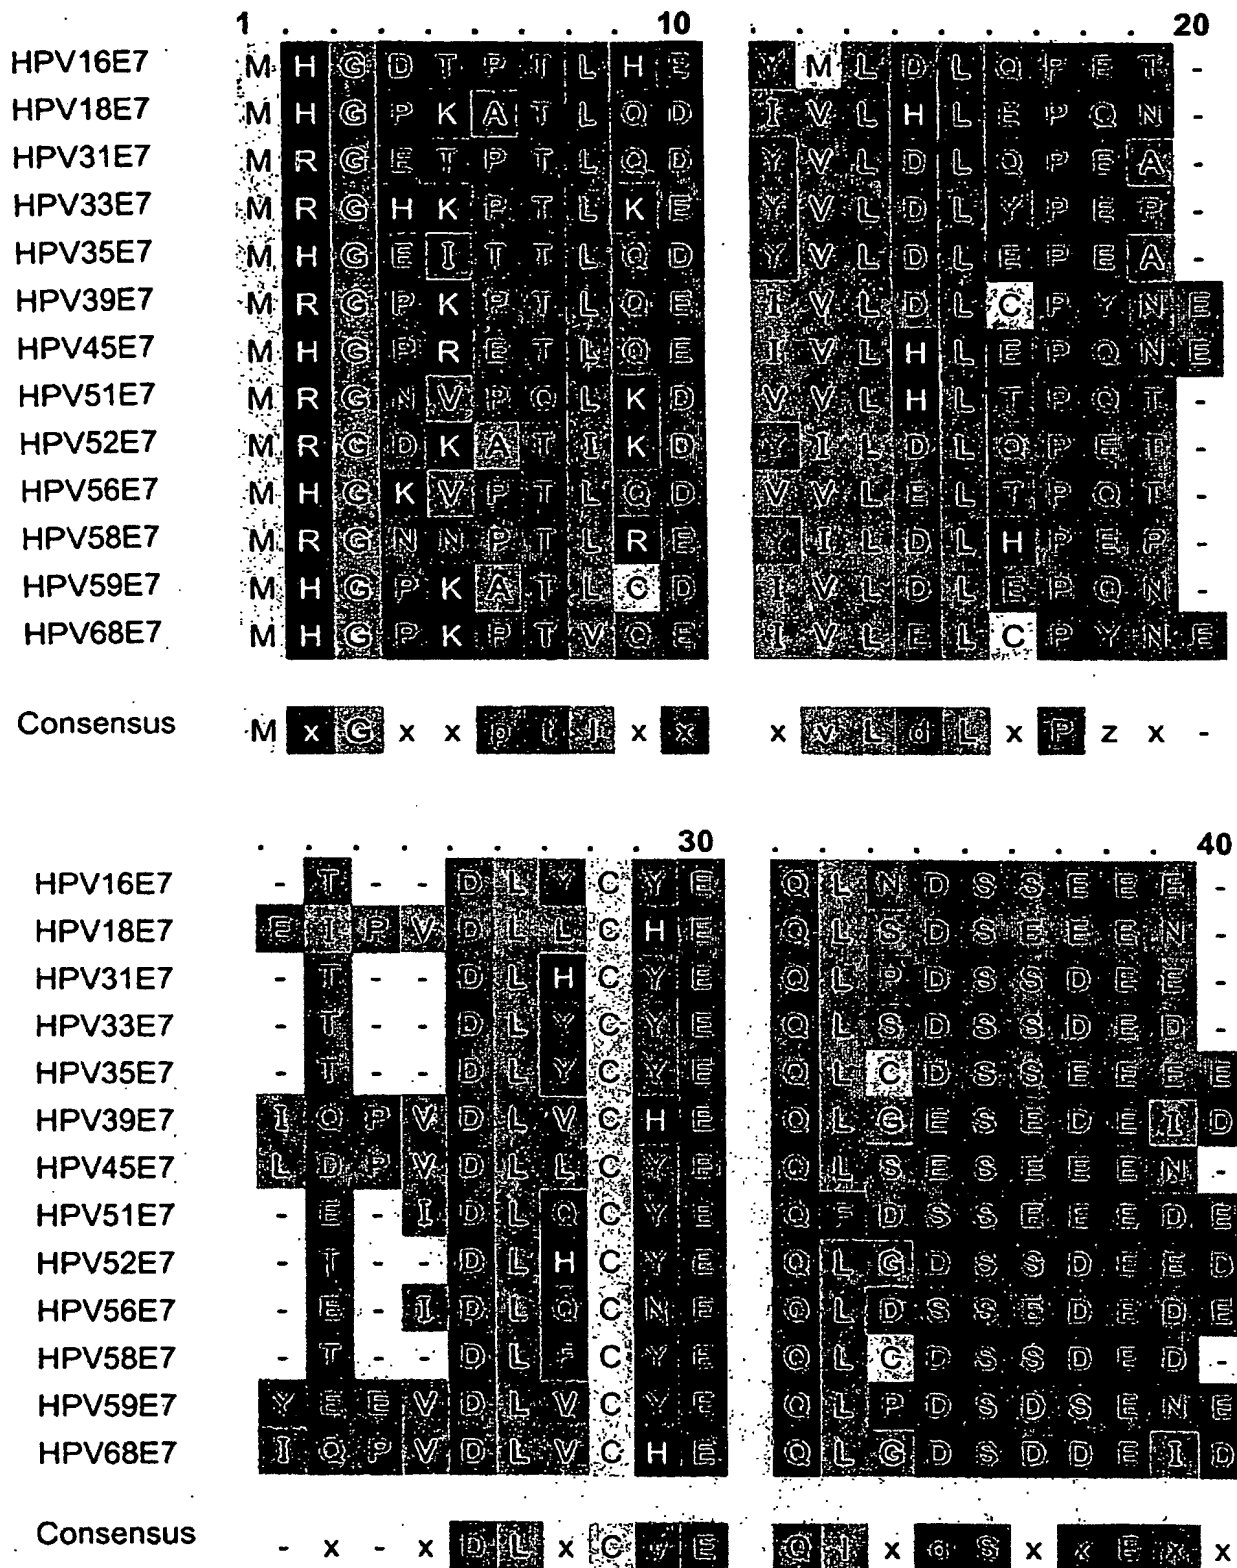 1 10 20
HPV16E7 M H G D T P T L H E Y M L D L Q P E T -
HPV18E7 M H G P K A T L Q D I V L H L E P Q N -
HPV31E7 M R G E T P T L Q D Y V L D L Q P E A -
HPV33E7 M R G H K P T L K E Y V L D L Y P E P -
HPV35E7 M H G E I T T L Q D Y V L D L E P E A -
HPV39E7 M R G P K P T L Q E I V L D L C P Y N E
HPV45E7 M H G P R E T L Q E I V L H L E P Q N E
HPV51E7 M R G N V P Q L K D V V L H L T P Q T -
HPV52E7 M R G D K A T I K D Y I L D L Q P E T -
HPV56E7 M H G K V P T L Q D V V L E L T P Q T -
HPV58E7 M R G N N P T L R E Y I L D L H P E P -
HPV59E7 M H G P K A T L C D I V L D L E P Q N -
HPV68E7 M H G P K P T V Q E I V L E L C P Y N E
Consensus M x G x x p t l x x x v L d L x P z x -
30 40
HPV16E7 - T - - D L Y C Y E Q L N D S S E E E -
HPV18E7 E I P V D L L C H E Q L S D S E E E N -
HPV31E7 - T - - D L H C Y E Q L P D S S D E E -
HPV33E7 - T - - D L Y C Y E Q L S D S S D E D -
HPV35E7 - T - - D L Y C Y E Q L C D S S E E E E
HPV39E7 I Q P V D L V C H E Q L G E S E D E I D
HPV45E7 L D P V D L L C Y E Q L S E S E E E N -
HPV51E7 - E - I D L Q C Y E Q F D S S E E E D E
HPV52E7 - T - - D L H C Y E Q L G D S S D E E D
HPV56E7 - E - I D L Q C N E Q L D S S E D E D E
HPV58E7 - T - - D L F C Y E Q L C D S S D E D -
HPV59E7 Y E E V D L V C Y E Q L P D S D S E N E
HPV68E7 I Q P V D L V C H E Q L G D S D D E I D
Consensus - x - x D L x C y E Q l x S x x E x x